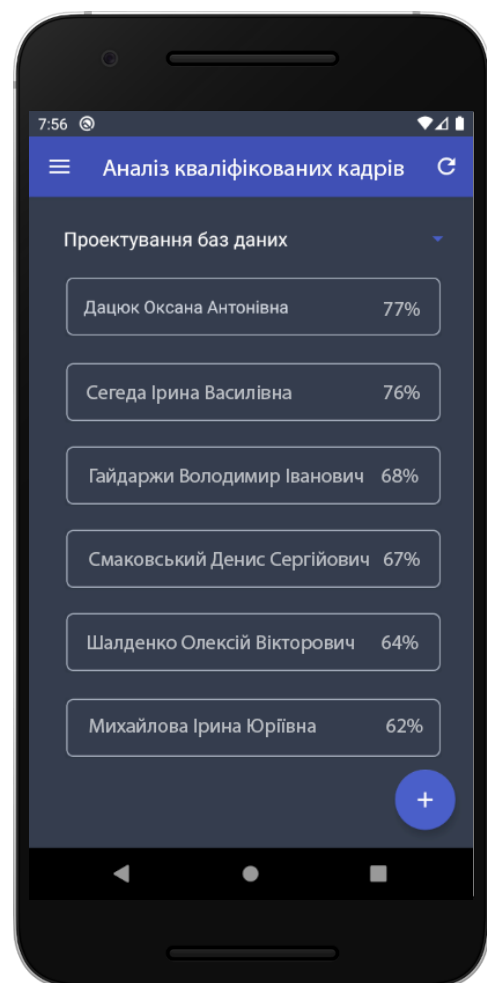 7:56
Аналіз кваліфікованих кадрів
Проектування баз даних
Дацюк Оксана Антонівна 77%
Сегеда Ірина Василівна 76%
Гайдаржи Володимир Іванович 68%
Смаковський Денис Сергійович 67%
Шалденко Олексій Вікторович 64%
Михайлова Ірина Юріївна 62%
+